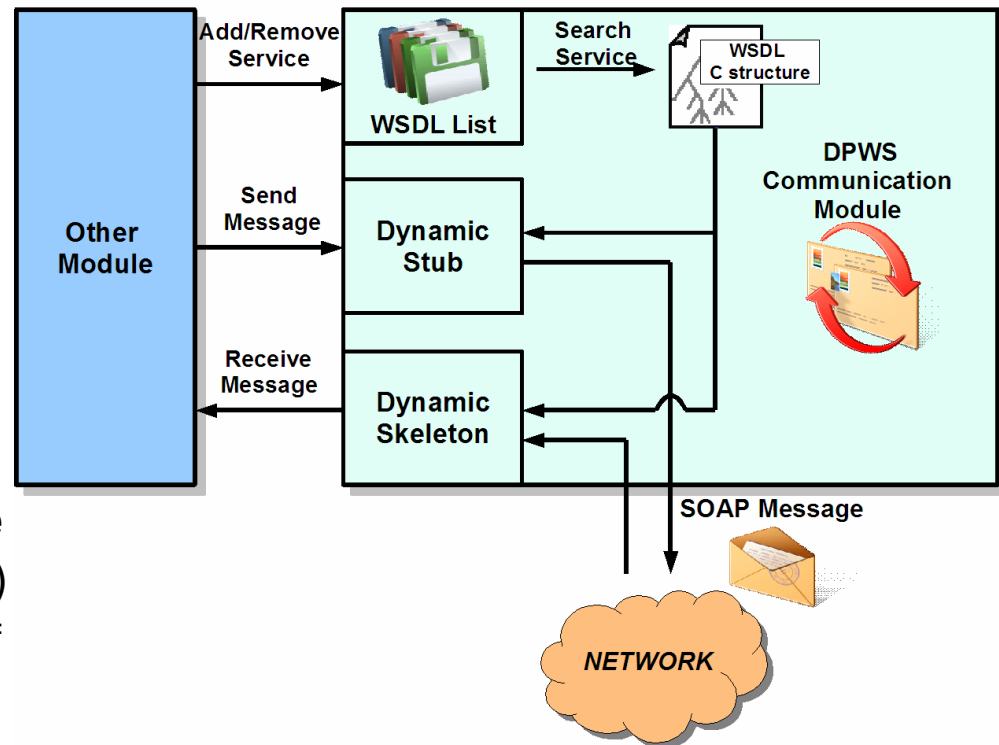 Add/Remove
Service
Search
Service
WSDL
C structure
WSDL List
DPWS
Communication
Module
Send
Message
Other
Module
Dynamic
Stub
Receive
Message
Dynamic
Skeleton
SOAP Message
e
)
NETWORK